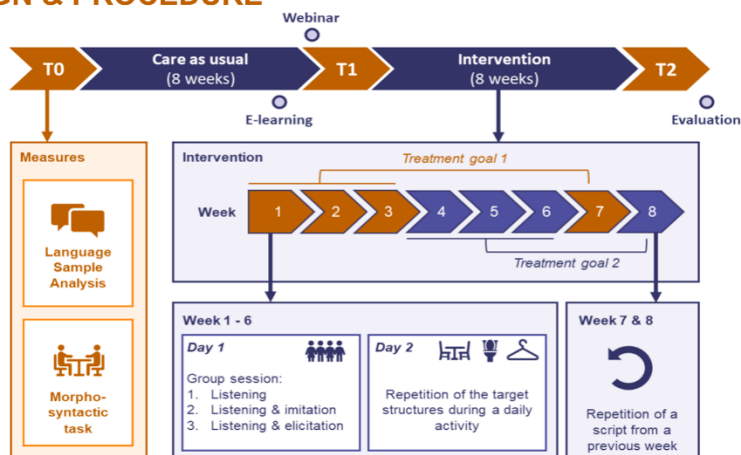 GN & PROCEDURE
Webinar
T0
Care as usual
(8 weeks)
T1
Intervention
(8 weeks)
T2
E-learning
Evaluation
Measures
Language
Sample
Analysis
Morpho-
syntactic
task
Intervention
Treatment goal 1
Week
1
2
3
4
5
6
7
8
Treatment goal 2
Week 1 - 6
Day 1
Group session:
1. Listening
2. Listening & imitation
3. Listening & elicitation
Day 2
Repetition of the target
structures during a daily
activity
Week 7 & 8
Repetition of a
script from a
previous week